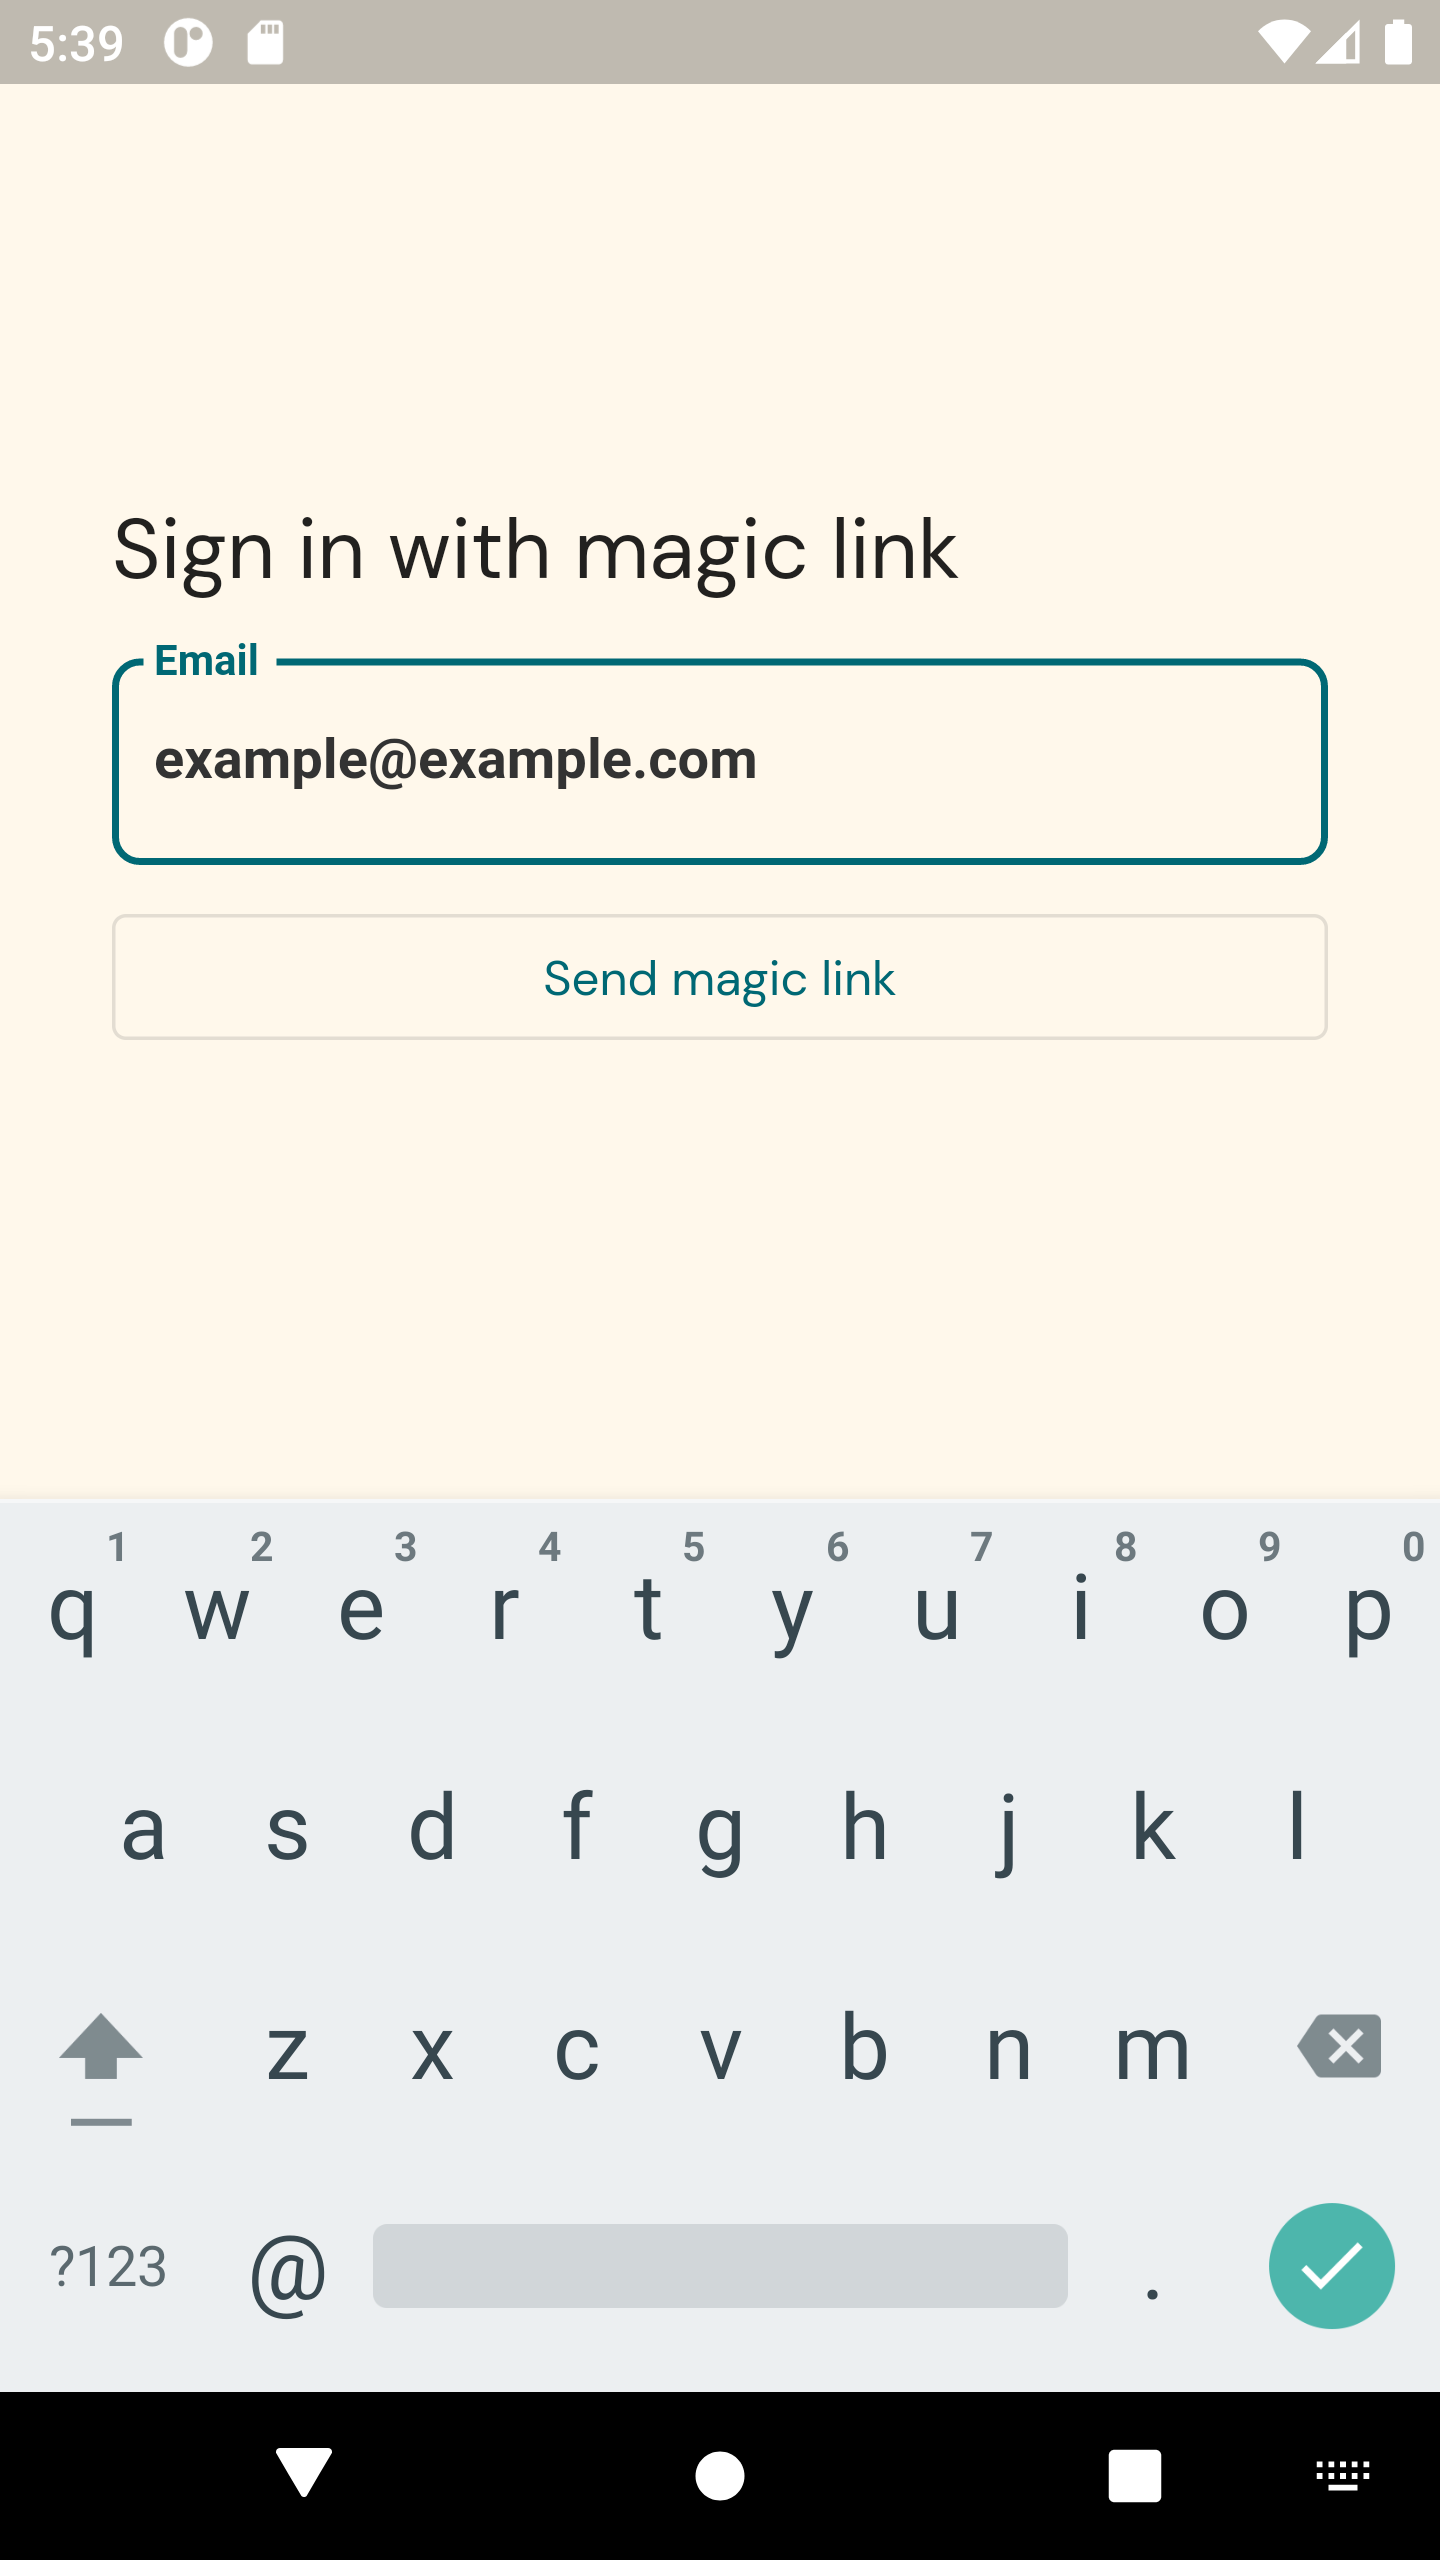 5:39
Sign in with magic link
Email
example@example.com
Send magic link
1 2 3 4 5 6 7 8 9 0
q w e r t y u i o p
a s d f g h j k l
z x c v b n m
?123 @ .